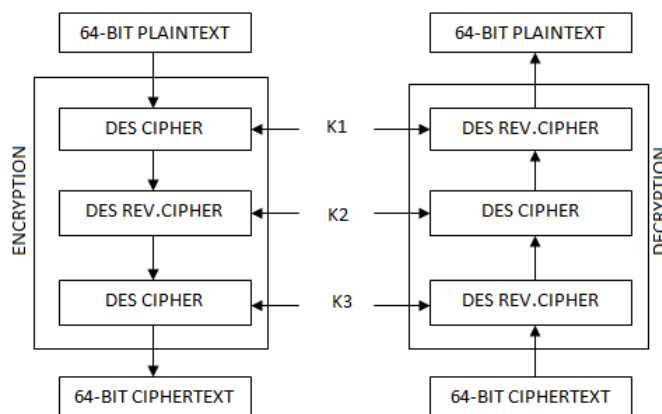 64-BIT PLAINTEXT
64-BIT PLAINTEXT
ENCRYPTION
DES CIPHER
K1
DES REV.CIPHER
DES REV.CIPHER
K2
DES CIPHER
DES CIPHER
K3
DES REV.CIPHER
DECRYPTION
64-BIT CIPHERTEXT
64-BIT CIPHERTEXT